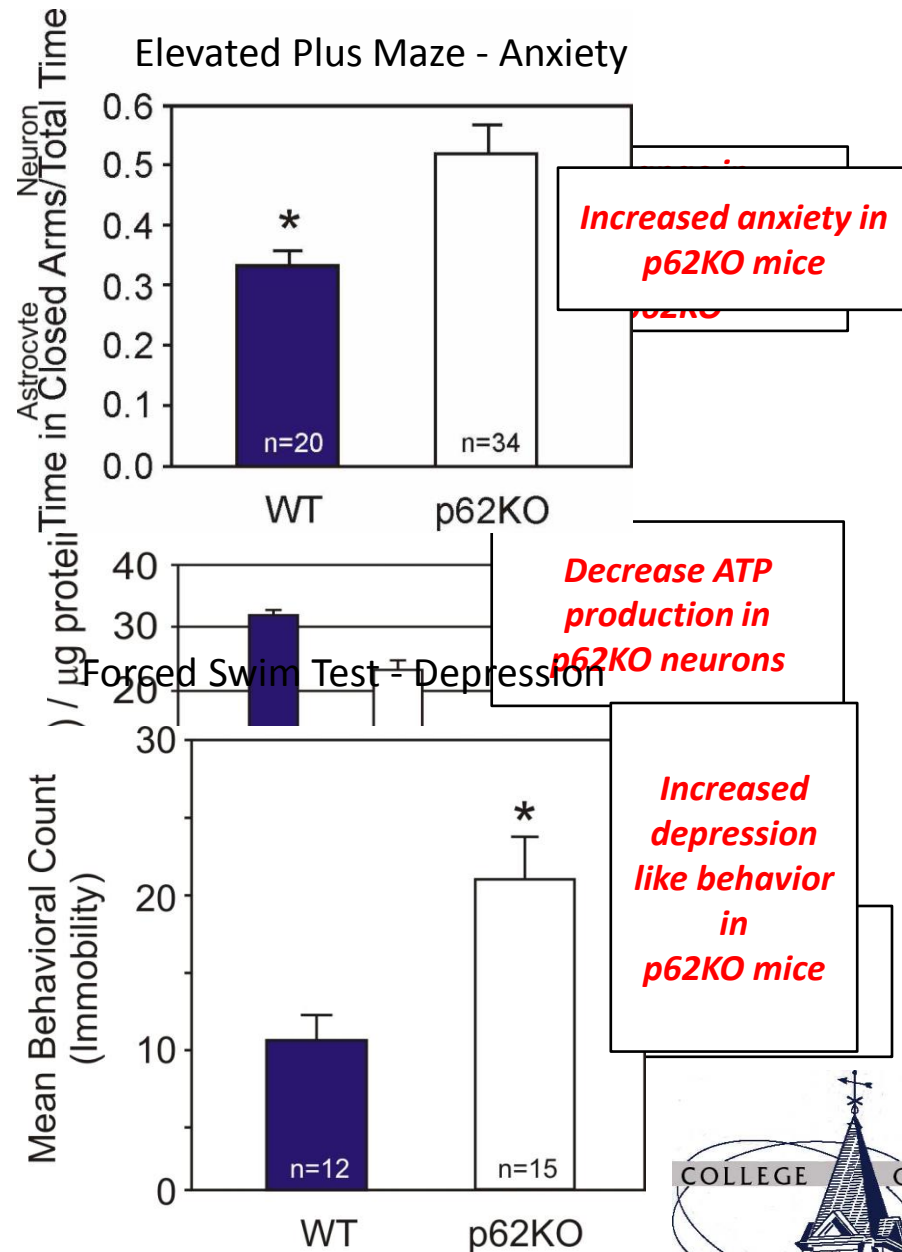 Elevated Plus Maze - Anxiety
Time in Closed Arms/Total Time
Neuron
Astrocyte
0.6
0.5
0.4
0.3
0.2
0.1
0.0
*
n=20
n=34
WT
p62KO
Increased anxiety in
p62KO mice
p62KO
) / µg protein
40
30
20
Decrease ATP
production in
p62KO neurons
Forced Swim Test - Depression
Mean Behavioral Count
(Immobility)
30
20
10
0
*
n=12
n=15
WT
p62KO
Increased
depression
like behavior
in
p62KO mice
COLLEGE